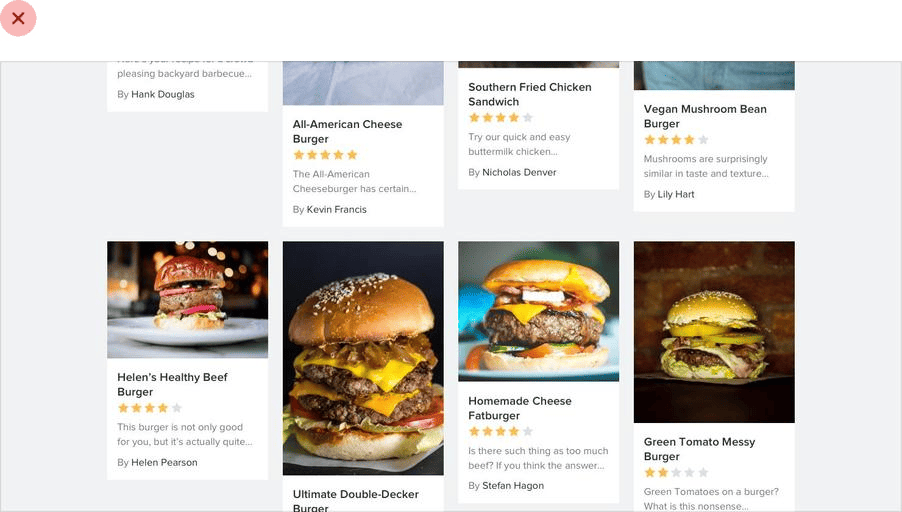 Here's your recipe for a crowd
pleasing backyard barbecue...
By Hank Douglas
All-American Cheese
Burger
The All-American
Cheeseburger has certain...
By Kevin Francis
Southern Fried Chicken
Sandwich
Try our quick and easy
buttermilk chicken...
By Nicholas Denver
Vegan Mushroom Bean
Burger
Mushrooms are surprisingly
similar in taste and texture...
By Lily Hart
Helen's Healthy Beef
Burger
This burger is not only good
for you, but it's actually quite...
By Helen Pearson
Ultimate Double-Decker
Burger
Homemade Cheese
Fatburger
Is there such thing as too much
beef? If you think the answer...
By Stefan Hagon
Green Tomato Messy
Burger
Green Tomatoes on a burger?
What is this nonsense...